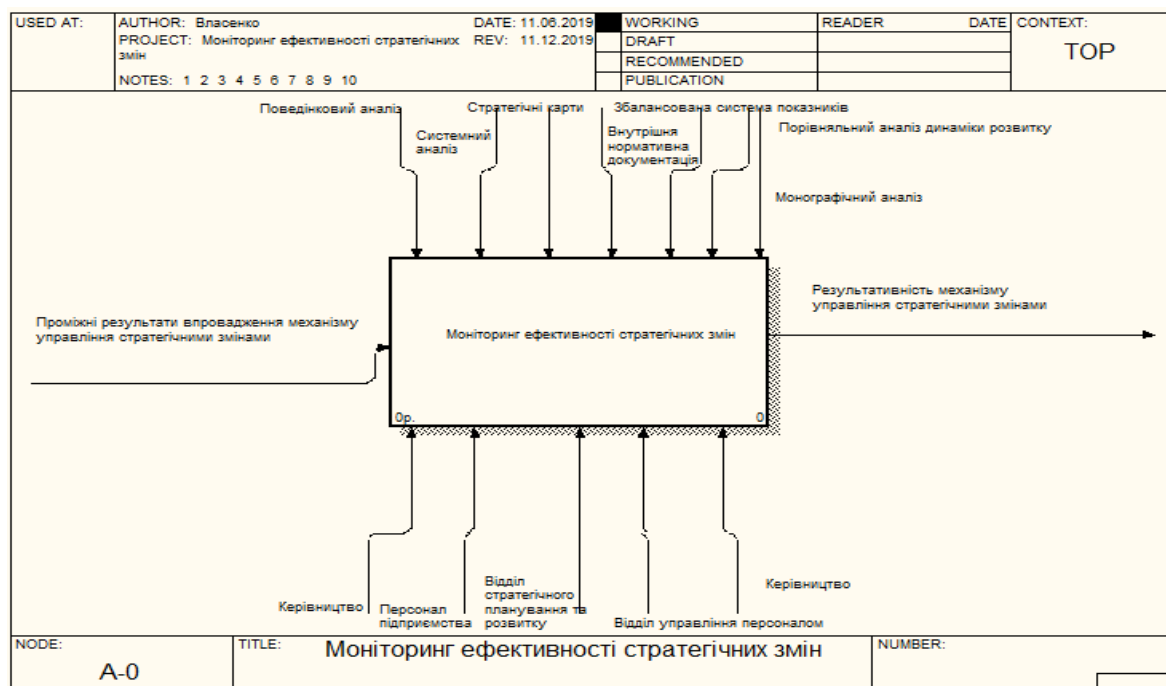 USED AT:
AUTHOR: Власенко
DATE: 11.06.2019
PROJECT: Моніторинг ефективності стратегічних
змін
REV: 11.12.2019
NOTES: 1 2 3 4 5 6 7 8 9 10
WORKING
DRAFT
RECOMMENDED
PUBLICATION
READER
DATE
CONTEXT:
TOP
Поведінковий аналіз
Системний
аналіз
Стратегічні карти
Збалансована система показників
Внутрішня
нормативна
документація
Порівняльний аналіз динаміки розвитку
Монографічний аналіз
Проміжні результати впровадження механізму
управління стратегічними змінами
Моніторинг ефективності стратегічних змін
0р.
0
Результативність механізму
управління стратегічними змінами
Керівництво
Персонал
підприємства
Відділ
стратегічного
планування та
розвитку
Відділ управління персоналом
Керівництво
NODE:
A-0
TITLE:
Моніторинг ефективності стратегічних змін
NUMBER: